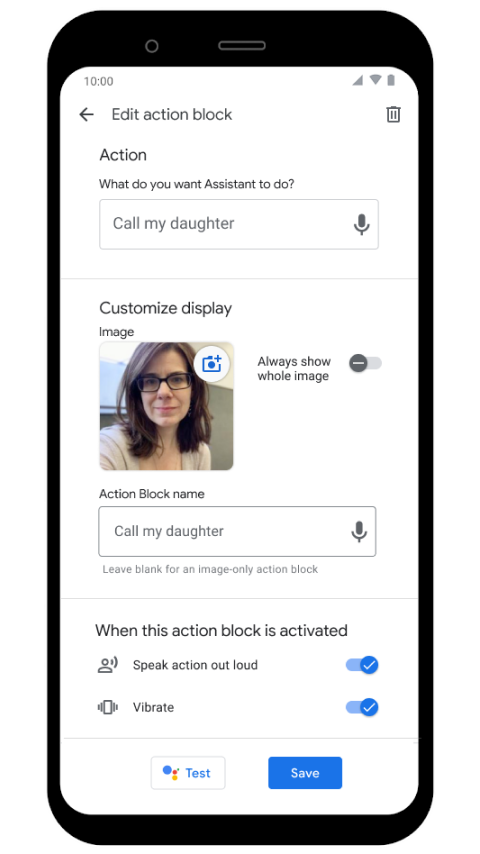 10:00
Edit action block
Action
What do you want Assistant to do?
Call my daughter
Customize display
Image
Always show
whole image
Action Block name
Call my daughter
Leave blank for an image-only action block
When this action block is activated
Speak action out loud
Vibrate
Test
Save